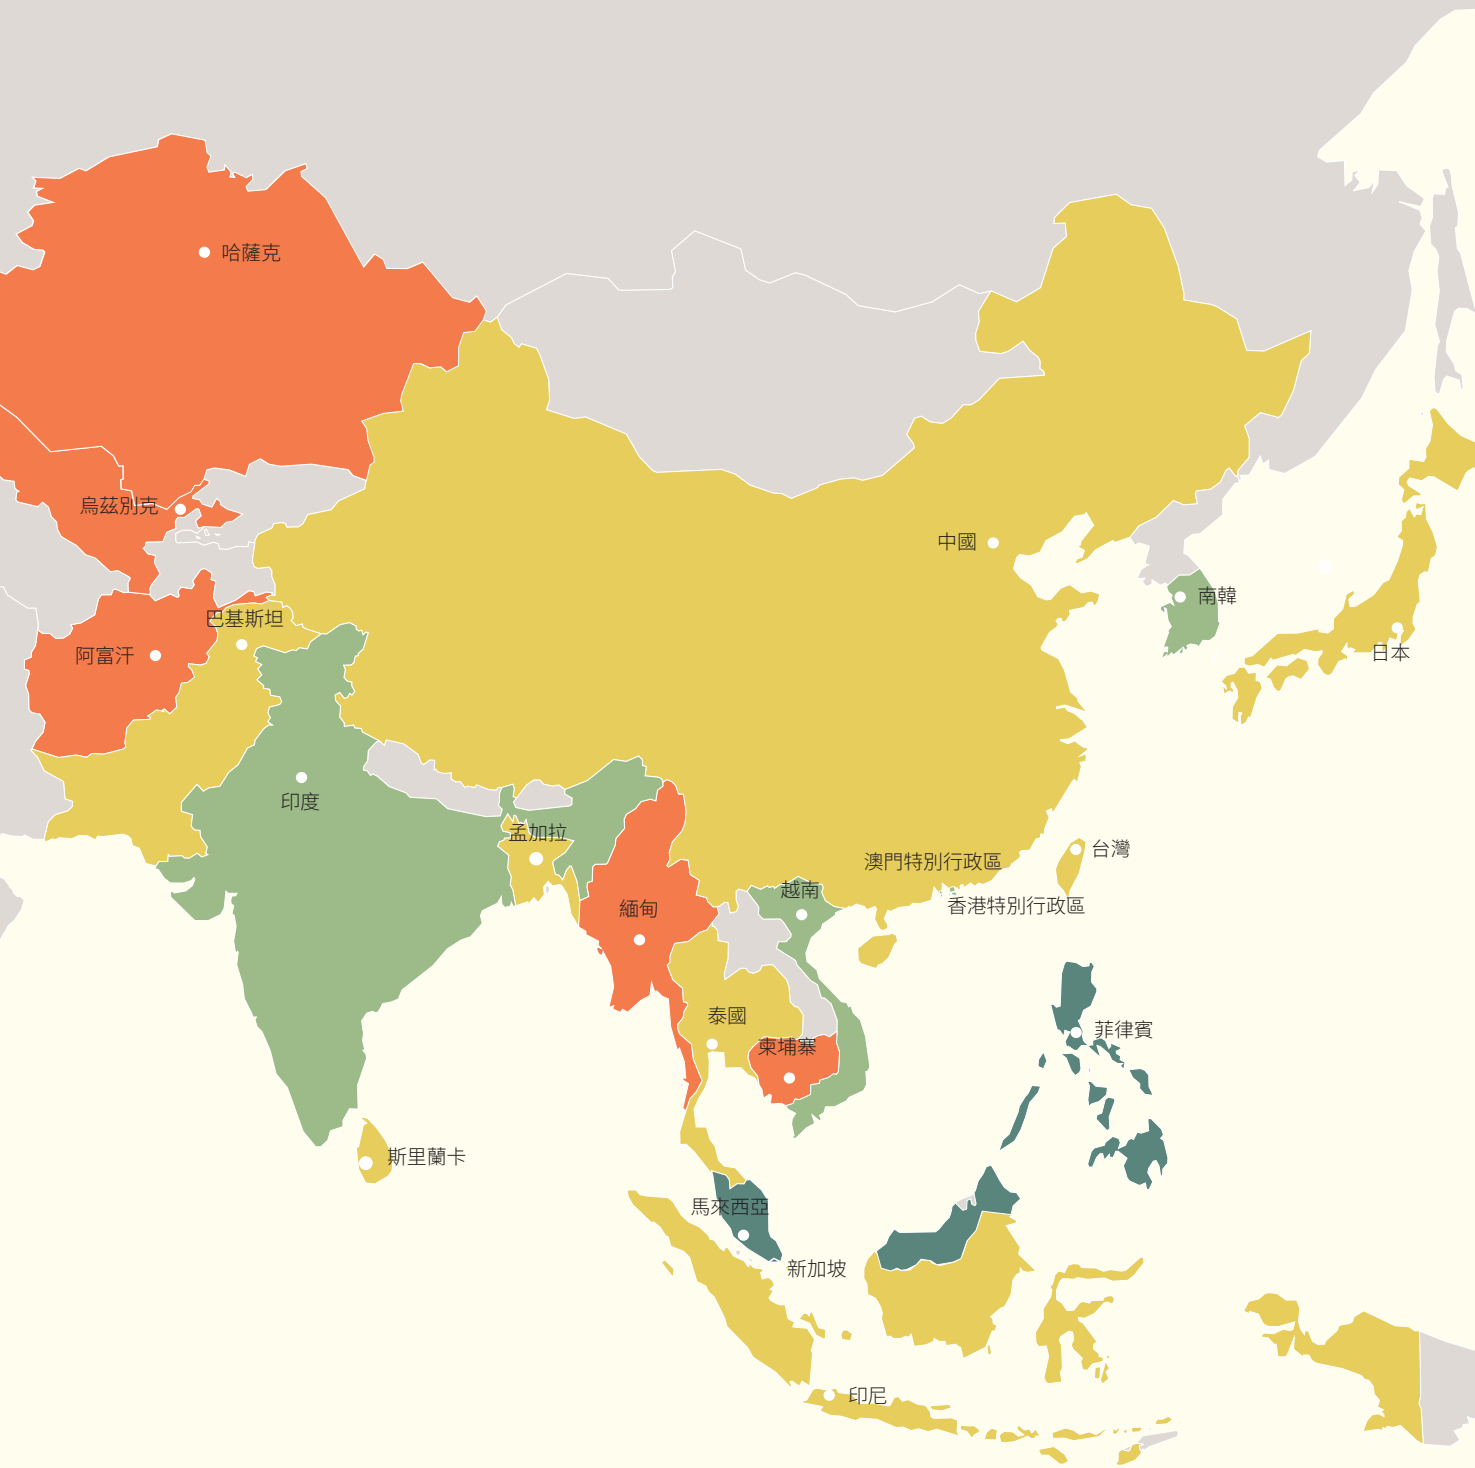 哈薩克
烏茲別克
中國
南韓
巴基斯坦
阿富汗
日本
印度
孟加拉
台灣
澳門特別行政區
越南
香港特別行政區
緬甸
泰國
菲律賓
柬埔寨
斯里蘭卡
馬來西亞
新加坡
印尼